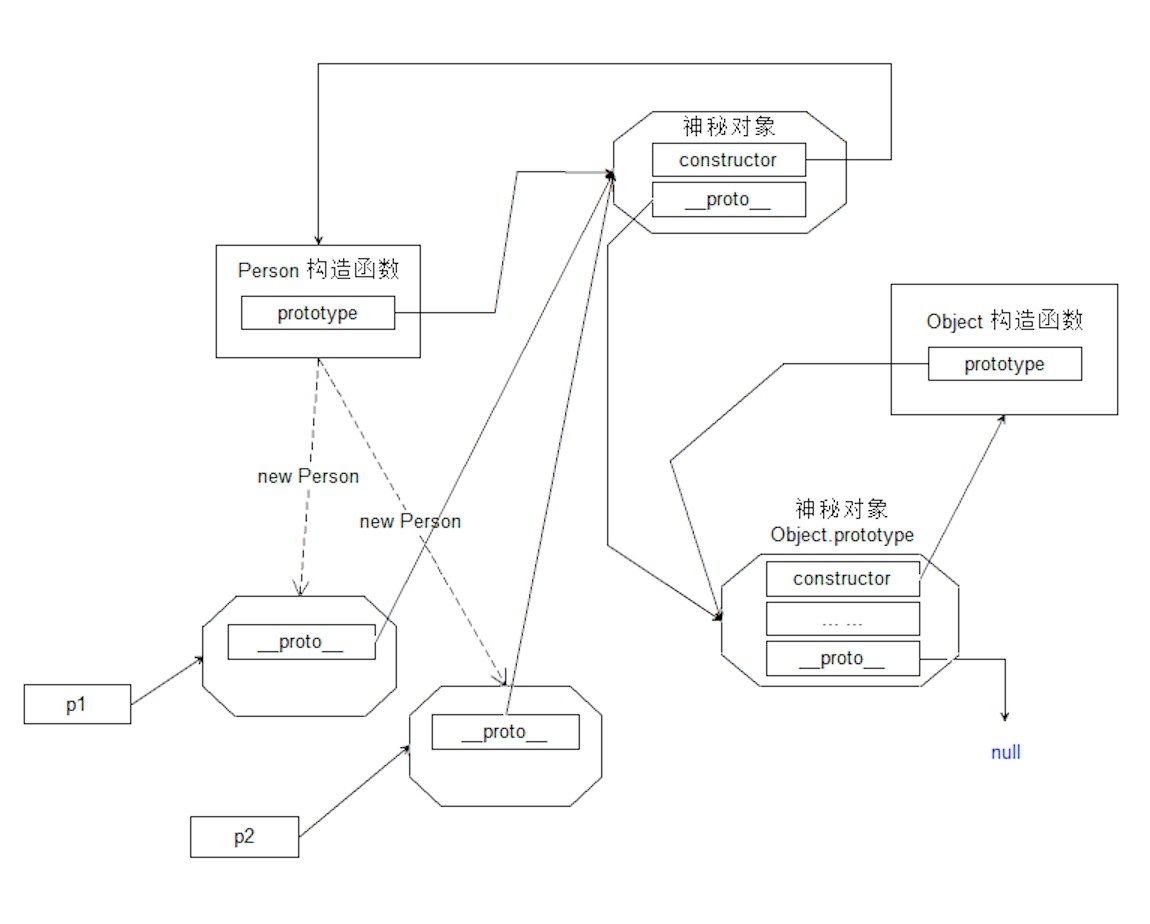 神秘对象
constructor
__proto__
Person 构造函数
prototype
Object 构造函数
prototype
new Person
new Person
神秘对象
Object.prototype
constructor
... ...
__proto__
__proto__
p1
__proto__
null
p2